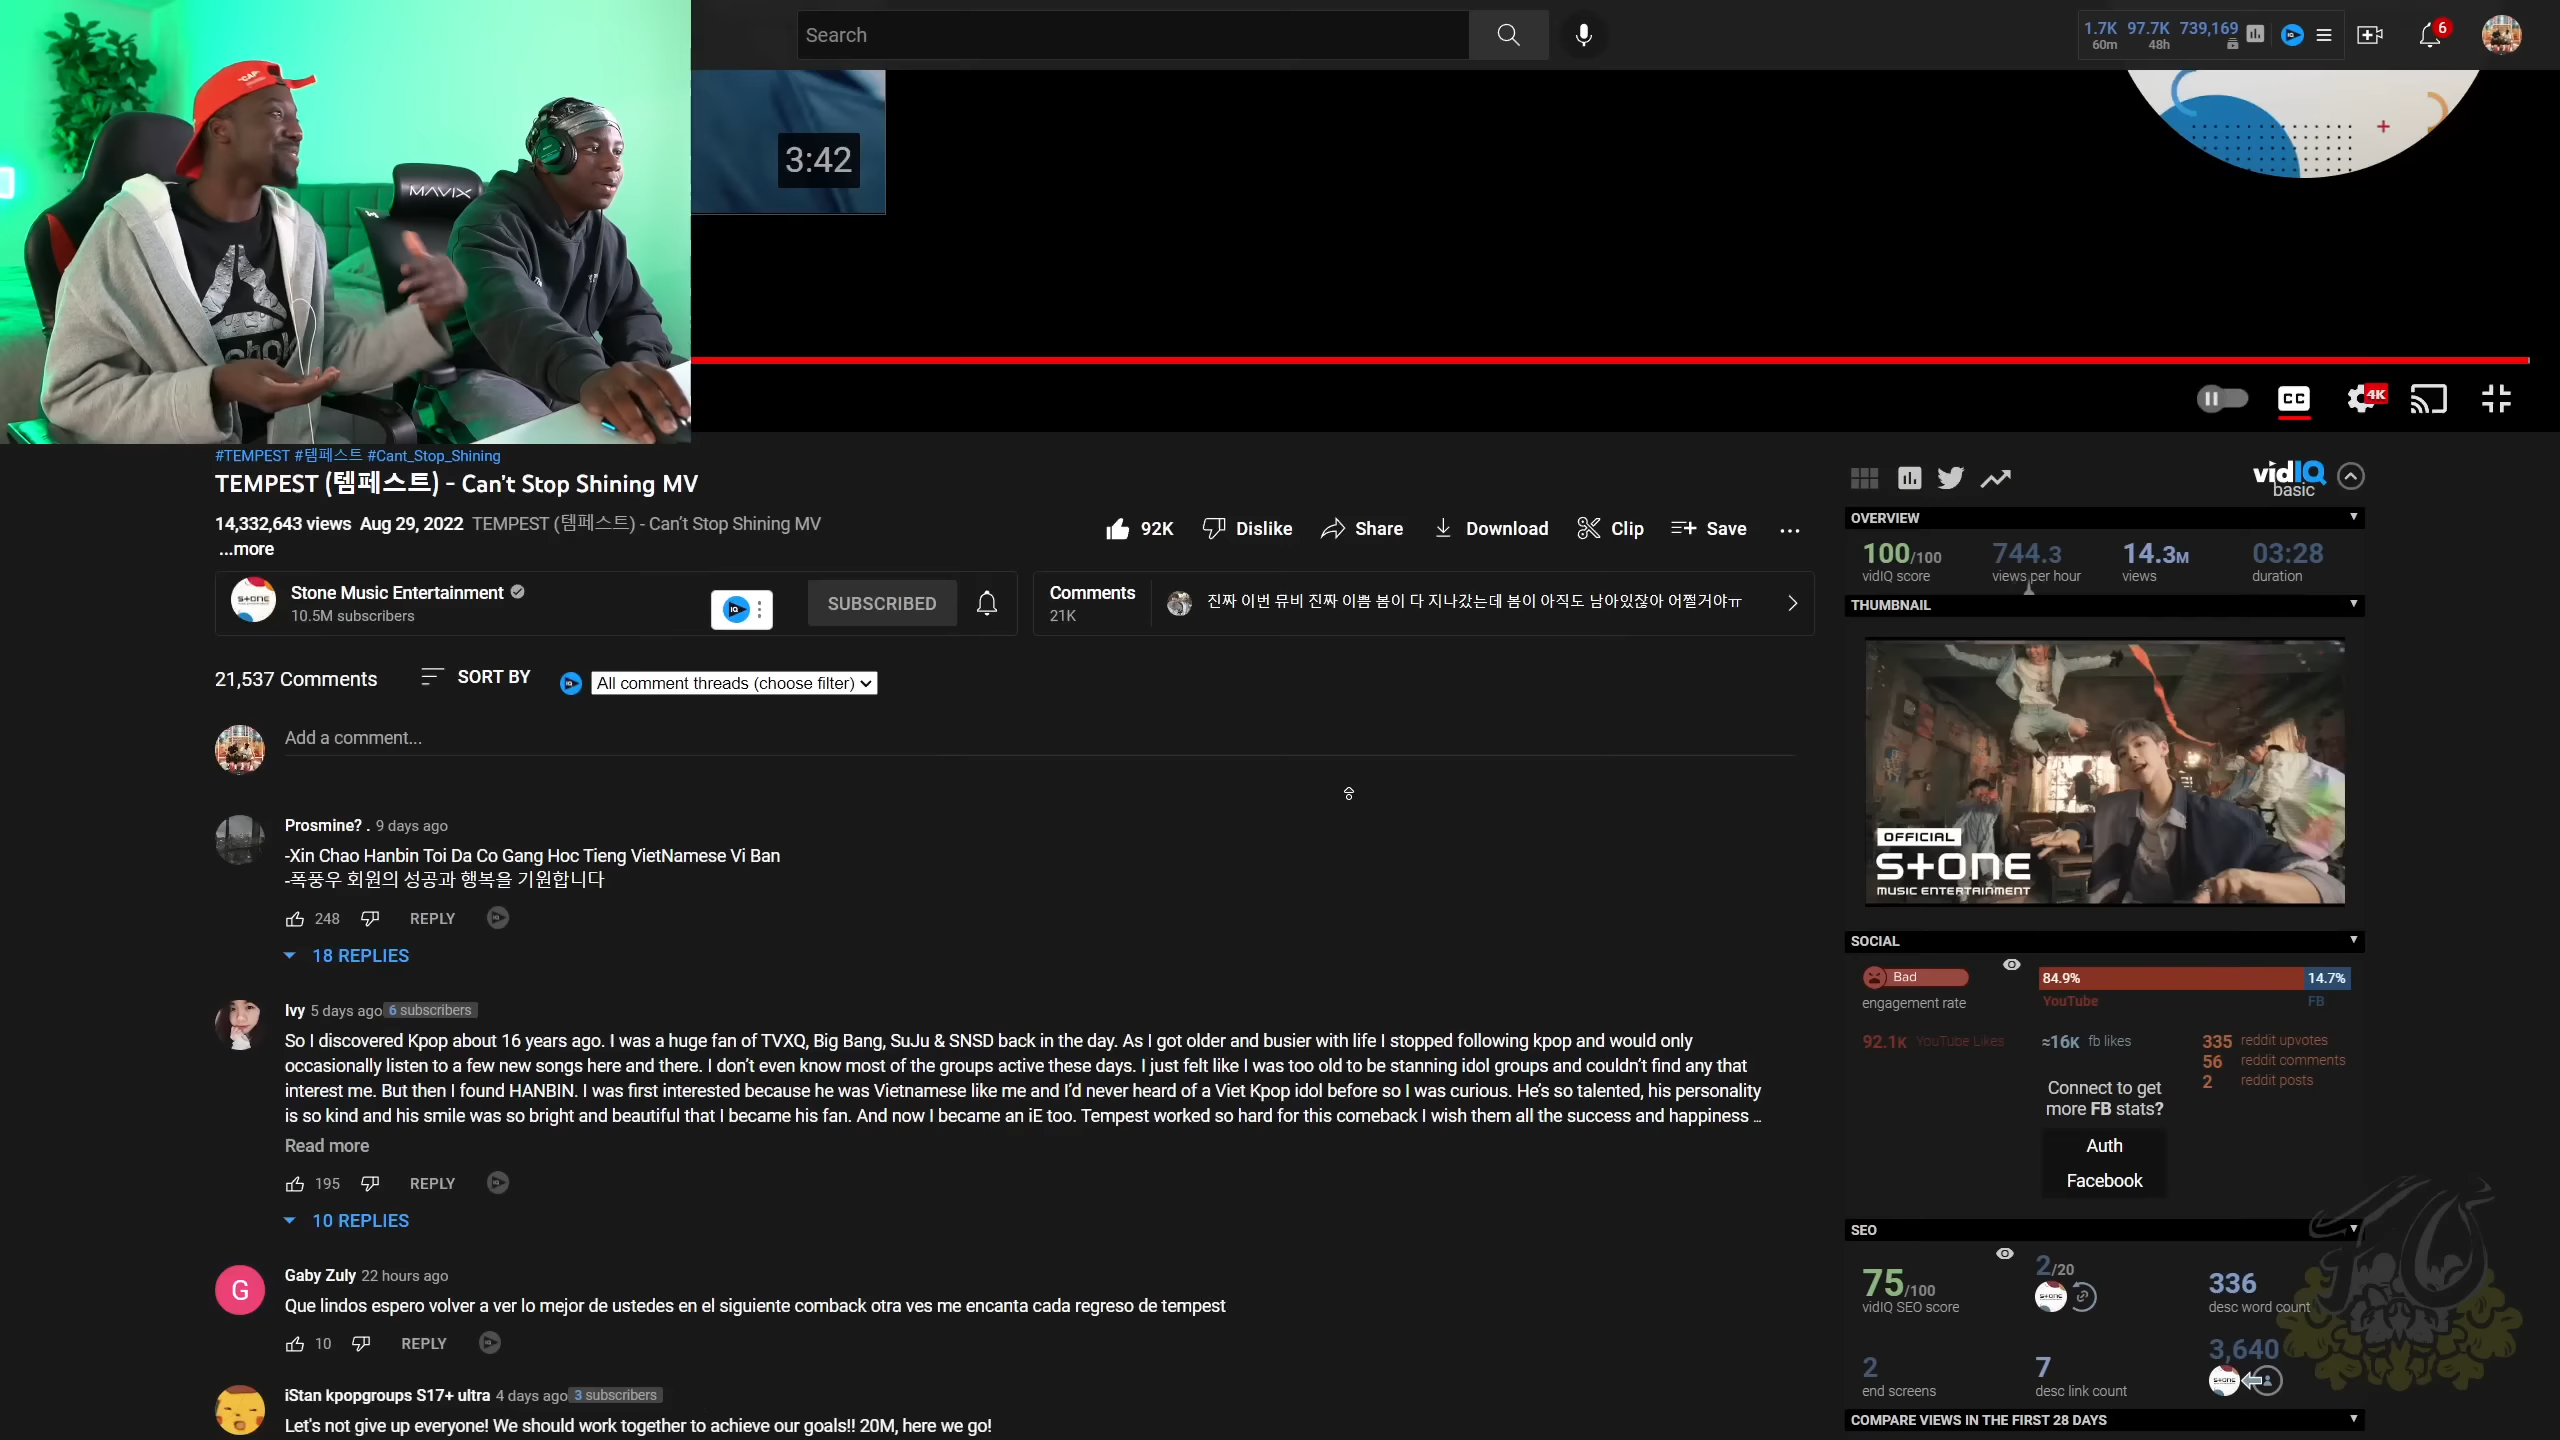 Search
1.7K 97.7K 739,169
60m 48h
6
CAP
MAVIX
3:42
CC
4K
#TEMPEST #템페스트 #Cant_Stop_Shining
TEMPEST (템페스트) - Can't Stop Shining MV
14,332,643 views Aug 29, 2022 TEMPEST (템페스트) - Can't Stop Shining MV
...more
92K Dislike Share Download Clip Save ...
Stone Music Entertainment
10.5M subscribers
SUBSCRIBED
Comments
21K
진짜 이번 뮤비 진짜 이쁨 봄이 다 지나갔는데 봄이 아직도 남아있잖아 어쩔거야ㅠ
21,537 Comments SORT BY All comment threads (choose filter)
Add a comment...
Prosmine? . 9 days ago
-Xin Chao Hanbin Toi Da Co Gang Hoc Tieng VietNamese Vi Ban
-폭풍우 회원의 성공과 행복을 기원합니다
248 REPLY
18 REPLIES
Ivy 5 days ago 6 subscribers
So I discovered Kpop about 16 years ago. I was a huge fan of TVXQ, Big Bang, SuJu & SNSD back in the day. As I got older and busier with life I stopped following kpop and would only
occasionally listen to a few new songs here and there. I don't even know most of the groups active these days. I just felt like I was too old to be stanning idol groups and couldn't find any that
interest me. But then I found HANBIN. I was first interested because he was Vietnamese like me and I'd never heard of a Viet Kpop idol before so I was curious. He's so talented, his personality
is so kind and his smile was so bright and beautiful that I became his fan. And now I became an iE too. Tempest worked so hard for this comeback I wish them all the success and happiness ...
Read more
195 REPLY
10 REPLIES
G
Gaby Zuly 22 hours ago
Que lindos espero volver a ver lo mejor de ustedes en el siguiente comback otra ves me encanta cada regreso de tempest
10 REPLY
iStan kpopgroups S17+ ultra 4 days ago 3 subscribers
Let's not give up everyone! We should work together to achieve our goals!! 20M, here we go!
vidIQ
basic
OVERVIEW
100/100 744.3 14.3M 03:28
vidIQ score views per hour views duration
THUMBNAIL
OFFICIAL
STONE
MUSIC ENTERTAINMENT
SOCIAL
Bad
engagement rate
84.9% 14.7%
YouTube FB
92.1K YouTube Likes
≈16K fb likes
335 reddit upvotes
56 reddit comments
2 reddit posts
Connect to get
more FB stats?
Auth
Facebook
SEO
75/100
vidIQ SEO score
2/20
336
desc word count
2
end screens
7
desc link count
3,640
COMPARE VIEWS IN THE FIRST 28 DAYS